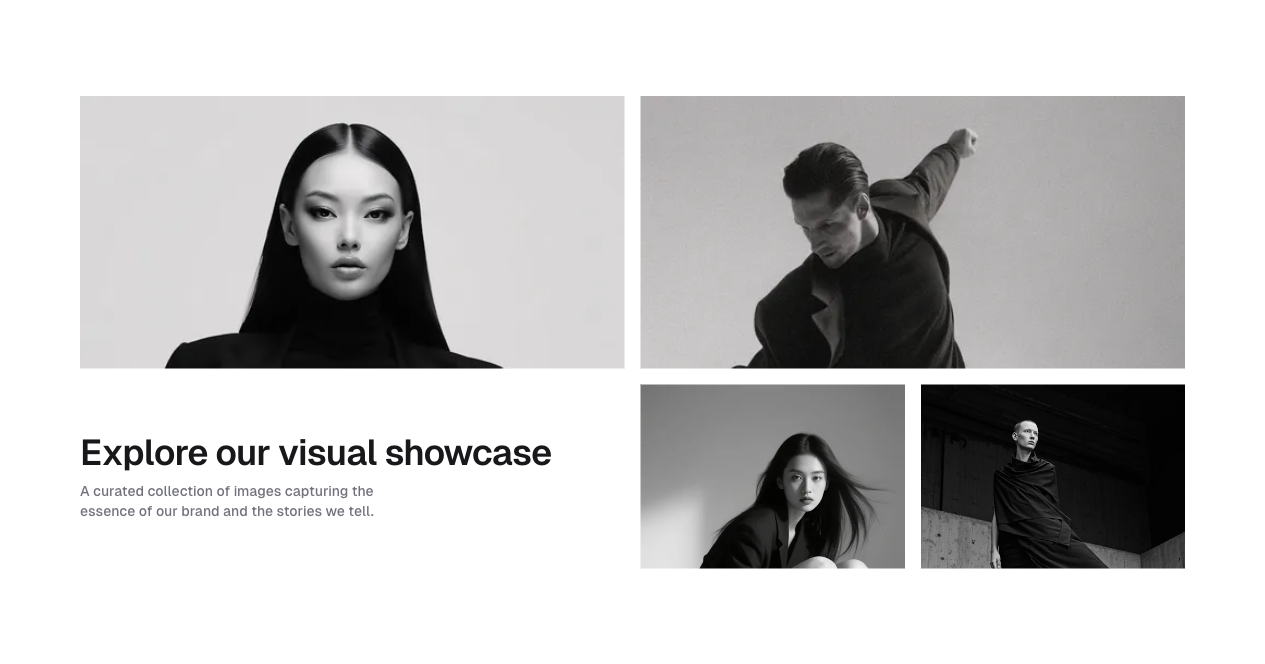 Explore our visual showcase
A curated collection of images capturing the
essence of our brand and the stories we tell.